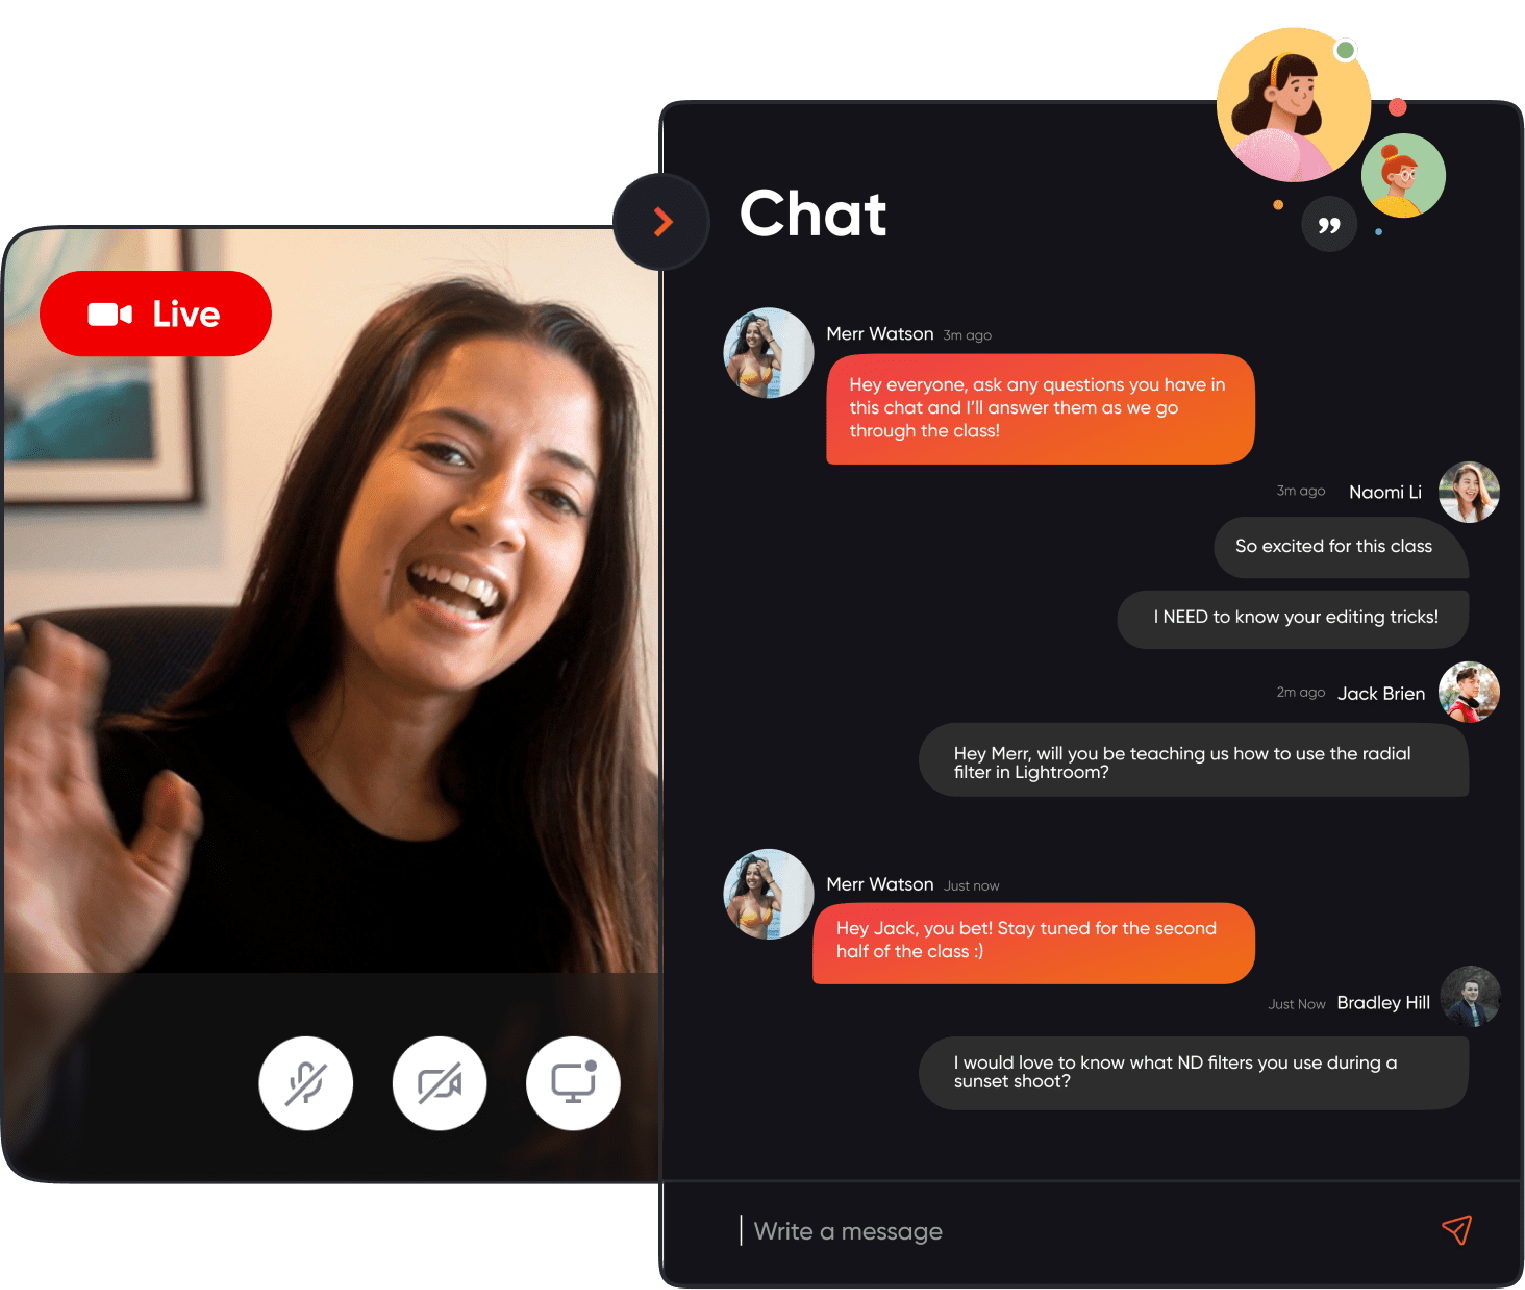 Live
Chat
Merr Watson 3m ago
Hey everyone, ask any questions you have in
this chat and I'll answer them as we go
through the class!
3m ago Naomi Li
So excited for this class
I NEED to know your editing tricks!
2m ago Jack Brien
Hey Merr, will you be teaching us how to use the radial
filter in Lightroom?
Merr Watson Just now
Hey Jack, you bet! Stay tuned for the second
half of the class :)
Just Now Bradley Hill
I would love to know what ND filters you use during a
sunset shoot?
Write a message